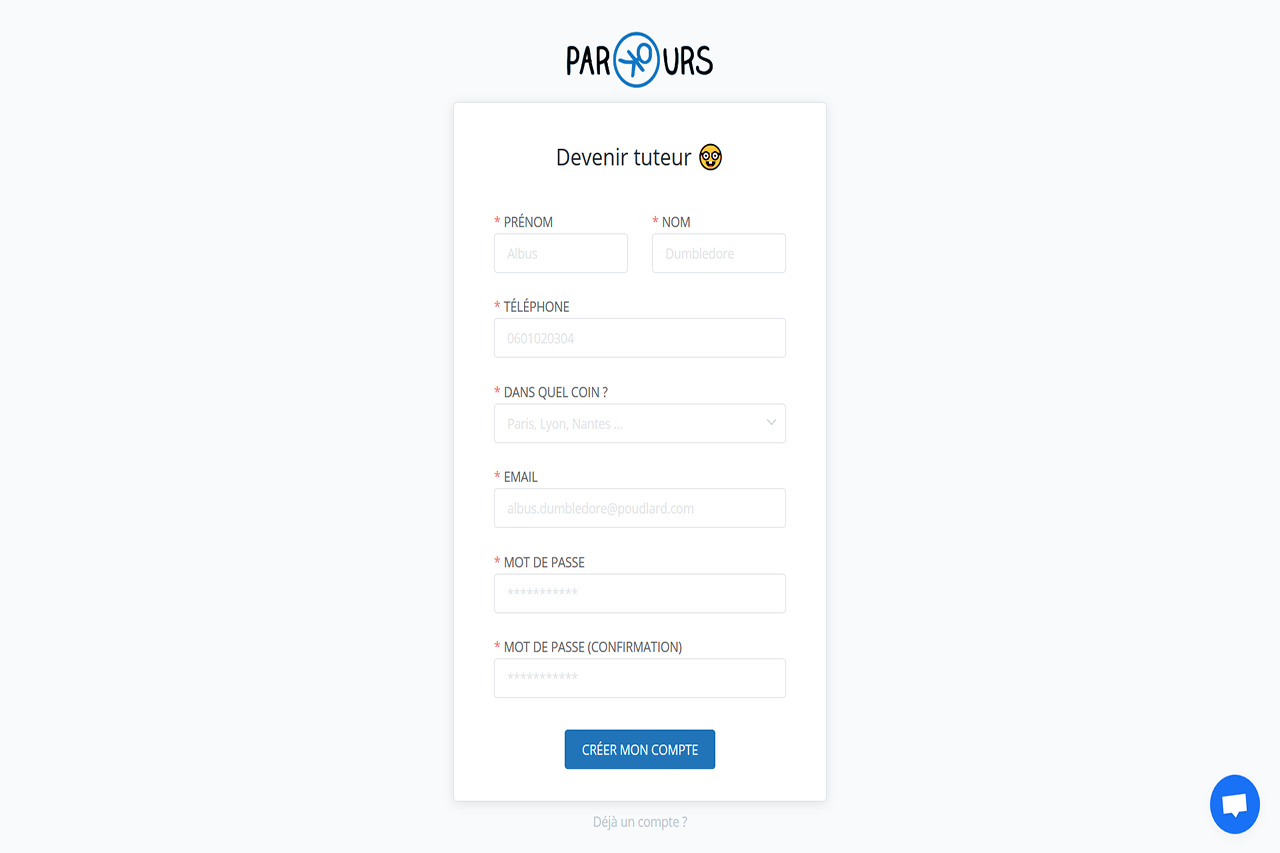 PARKOURS
Devenir tuteur
* PRÉNOM
* NOM
Albus
Dumbledore
* TÉLÉPHONE
0601020304
* DANS QUEL COIN ?
Paris, Lyon, Nantes ...
* EMAIL
albus.dumbledore@poudlard.com
* MOT DE PASSE
***********
* MOT DE PASSE (CONFIRMATION)
***********
CRÉER MON COMPTE
Déjà un compte ?